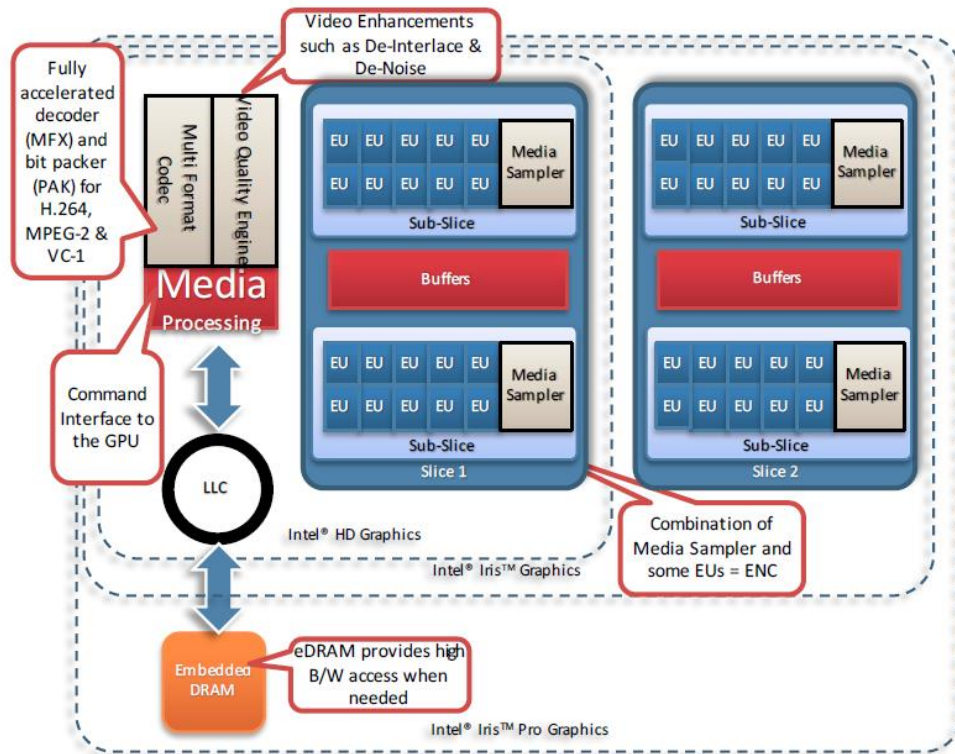 Video Enhancements
such as De-Interlace &
De-Noise
Fully
accelerated
decoder
(MFX) and
bit packer
(PAK) for
H.264,
MPEG-2 &
VC-1
Multi Format
Codec
Video Quality Engine
Media
Processing
Command
Interface to
the GPU
LLC
Embedded
DRAM
eDRAM provides high
B/W access when
needed
EU EU EU EU EU
EU EU EU EU EU
Media
Sampler
Sub-Slice
Buffers
EU EU EU EU EU
EU EU EU EU EU
Media
Sampler
Sub-Slice
Slice 1
EU EU EU EU EU
EU EU EU EU EU
Media
Sampler
Sub-Slice
Buffers
EU EU EU EU EU
EU EU EU EU EU
Media
Sampler
Sub-Slice
Slice 2
Combination of
Media Sampler and
some EUs = ENC
Intel® HD Graphics
Intel® Iris™ Graphics
Intel® Iris™ Pro Graphics